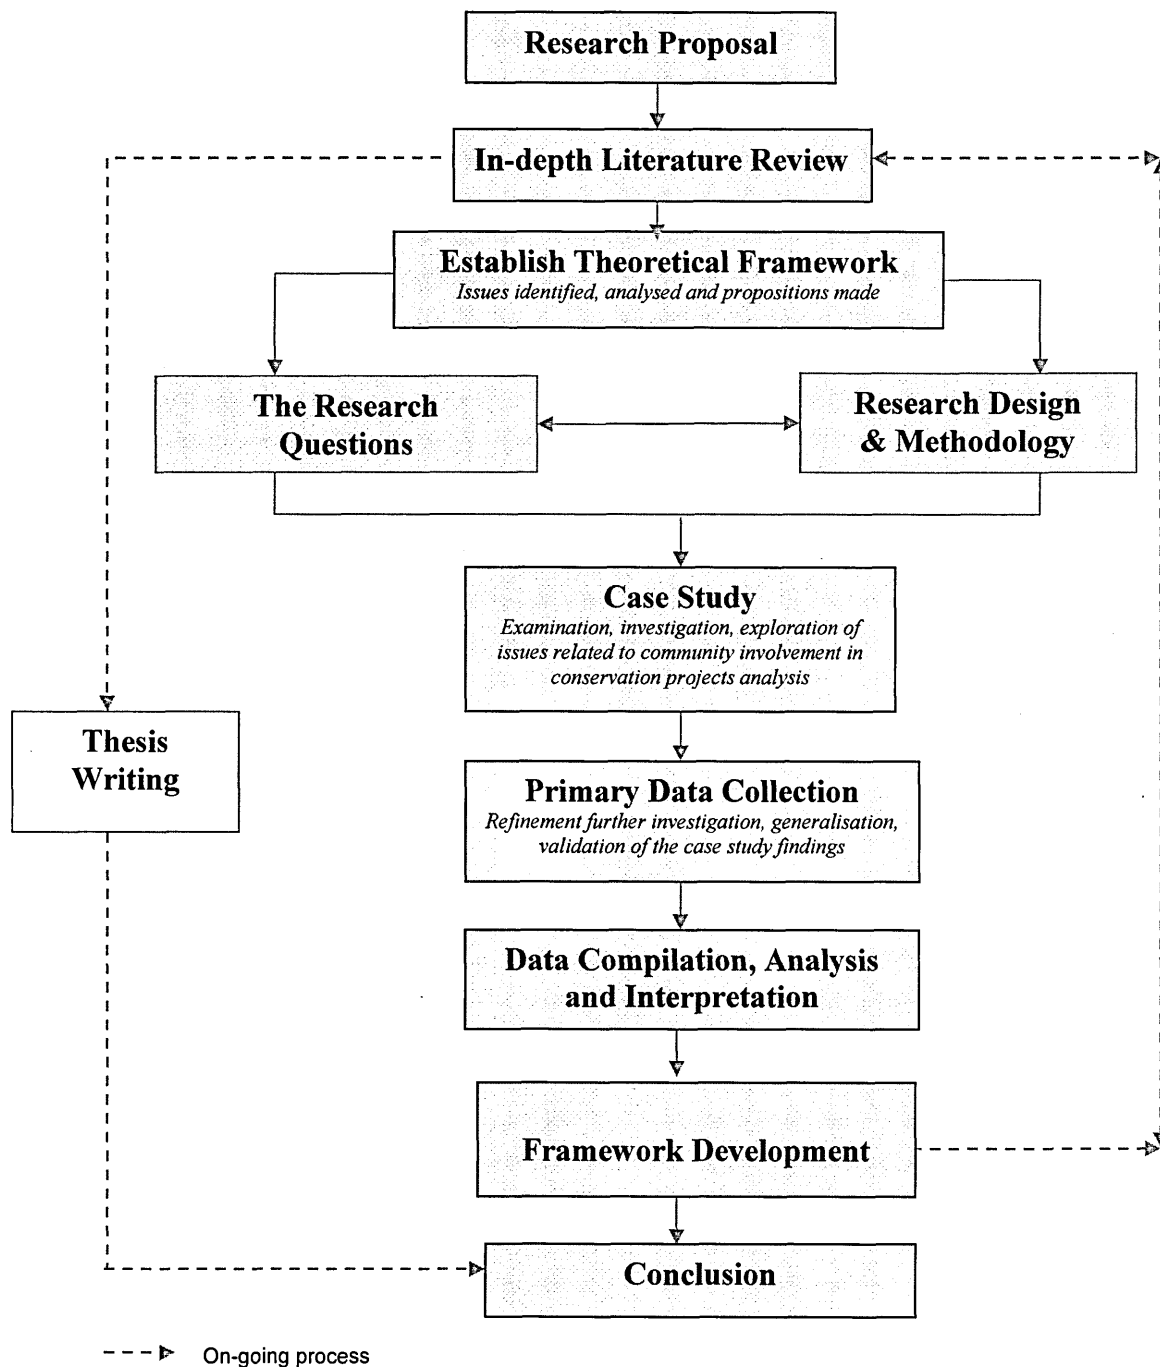 Research Proposal
In-depth Literature Review
Establish Theoretical Framework
Issues identified, analysed and propositions made
The Research
Questions
Research Design
& Methodology
Case Study
Examination, investigation, exploration of
issues related to community involvement in
conservation projects analysis
Thesis
Writing
Primary Data Collection
Refinement further investigation, generalisation,
validation of the case study findings
Data Compilation, Analysis
and Interpretation
Framework Development
Conclusion
On-going process